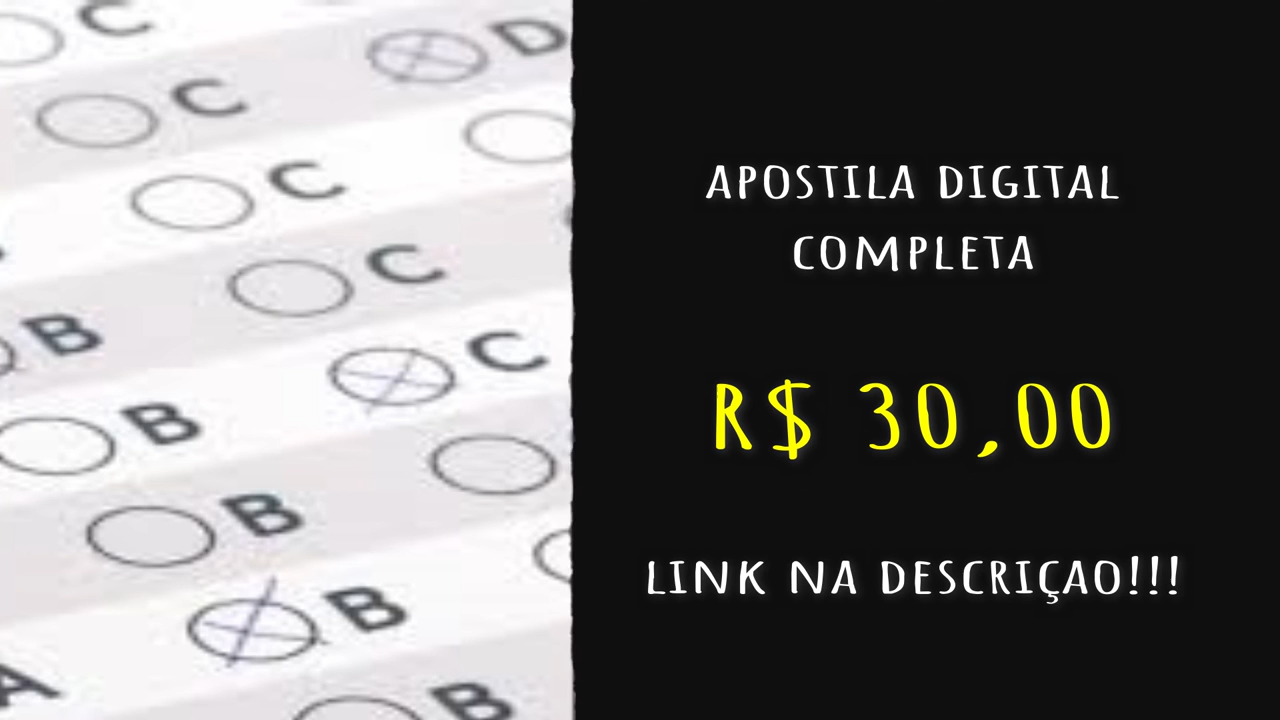 C
D
C
C
C
B
C
B
B
B
A
B
APOSTILA DIGITAL
COMPLETA
R$ 30,00
LINK NA DESCRIÇAO!!!